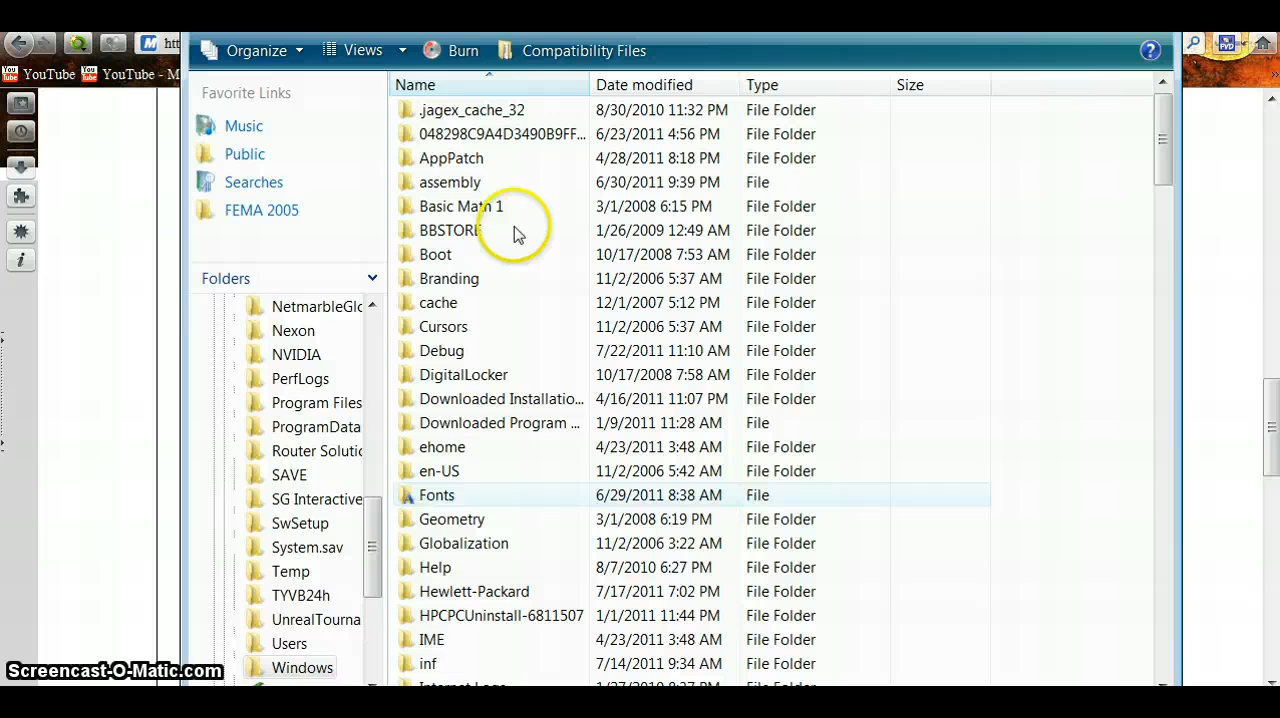 htt
YouTube YouTube - M
Organize Views Burn Compatibility Files
Favorite Links
Music
Public
Searches
FEMA 2005
Folders
NetmarbleGlo
Nexon
NVIDIA
PerfLogs
Program Files
ProgramData
Router Solutio
SAVE
SG Interactive
SwSetup
System.sav
Temp
TYVB24h
UnrealTourna
Users
Windows
Name Date modified Type Size
.jagex_cache_32 8/30/2010 11:32 PM File Folder
048298C9A4D3490B9FF... 6/23/2011 4:56 PM File Folder
AppPatch 4/28/2011 8:18 PM File Folder
assembly 6/30/2011 9:39 PM File
Basic Math 1 3/1/2008 6:15 PM File Folder
BBSTORE 1/26/2009 12:49 AM File Folder
Boot 10/17/2008 7:53 AM File Folder
Branding 11/2/2006 5:37 AM File Folder
cache 12/1/2007 5:12 PM File Folder
Cursors 11/2/2006 5:37 AM File Folder
Debug 7/22/2011 11:10 AM File Folder
DigitalLocker 10/17/2008 7:58 AM File Folder
Downloaded Installatio... 4/16/2011 11:07 PM File Folder
Downloaded Program ... 1/9/2011 11:28 AM File
ehome 4/23/2011 3:48 AM File Folder
en-US 11/2/2006 5:42 AM File Folder
Fonts 6/29/2011 8:38 AM File
Geometry 3/1/2008 6:19 PM File Folder
Globalization 11/2/2006 3:22 AM File Folder
Help 8/7/2010 6:27 PM File Folder
Hewlett-Packard 7/17/2011 7:02 PM File Folder
HPCPCUninstall-6811507 1/1/2011 11:44 PM File Folder
IME 4/23/2011 3:48 AM File Folder
inf 7/14/2011 9:34 AM File Folder
PVD
Screencast-O-Matic.com